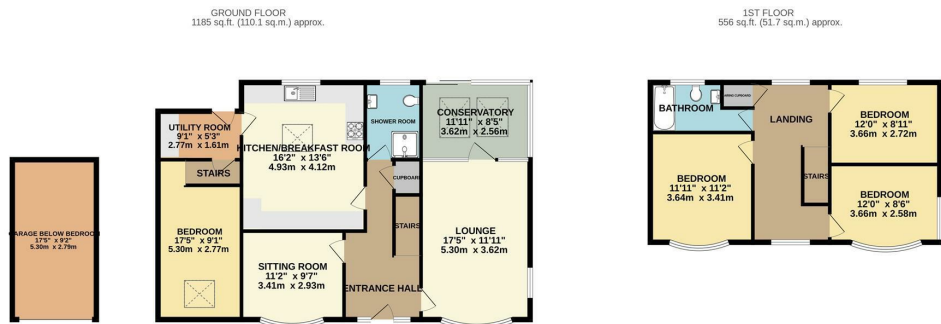 GROUND FLOOR
1185 sq.ft. (110.1 sq.m.) approx.
1ST FLOOR
556 sq.ft. (51.7 sq.m.) approx.
GARAGE BELOW BEDROOM
17'5" x 9'2"
5.30m x 2.79m
UTILITY ROOM
9'1" x 5'3"
2.77m x 1.61m
STAIRS
BEDROOM
17'5" x 9'1"
5.30m x 2.77m
KITCHEN/BREAKFAST ROOM
16'2" x 13'6"
4.93m x 4.12m
SITTING ROOM
11'2" x 9'7"
3.41m x 2.93m
SHOWER ROOM
CUPBOARD
STAIRS
ENTRANCE HALL
CONSERVATORY
11'11" x 8'5"
3.62m x 2.56m
LOUNGE
17'5" x 11'11"
5.30m x 3.62m
BATHROOM
AIRING CUPBOARD
LANDING
STAIRS
BEDROOM
11'11" x 11'2"
3.64m x 3.41m
BEDROOM
12'0" x 8'11"
3.66m x 2.72m
BEDROOM
12'0" x 8'6"
3.66m x 2.58m